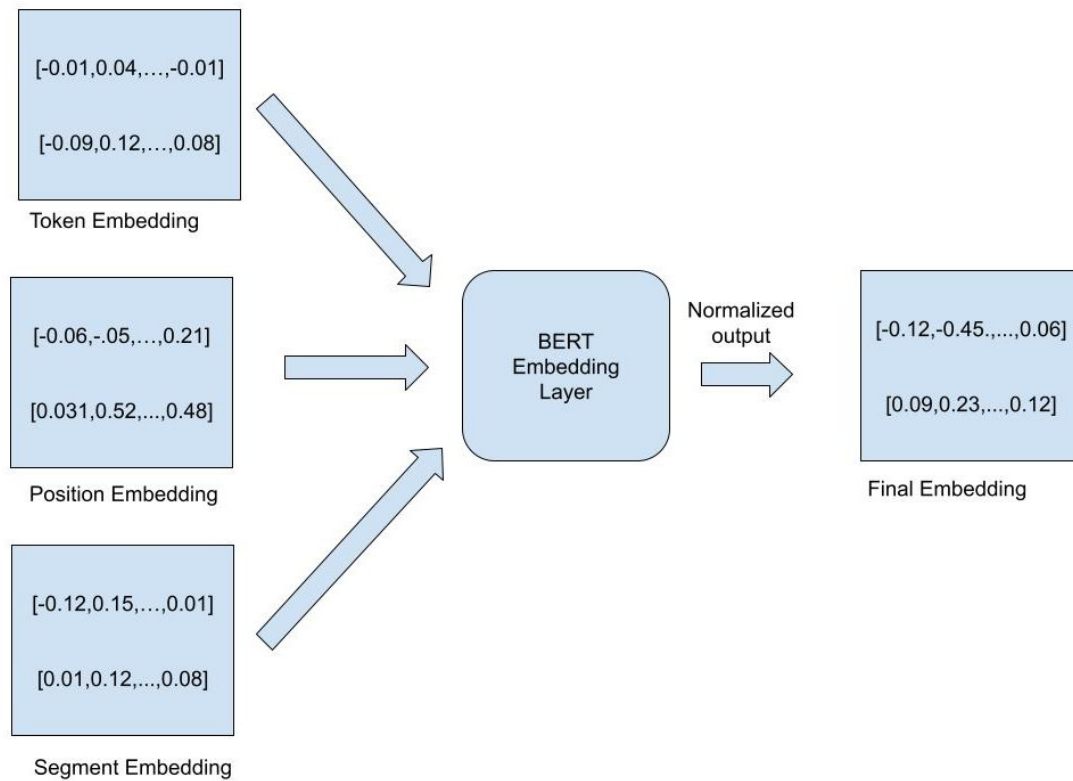 [-0.01,0.04,…,-0.01]
[-0.09,0.12,…,0.08]
Token Embedding
[-0.06,-.05,…,0.21]
[0.031,0.52,...,0.48]
Position Embedding
[-0.12,0.15,…,0.01]
[0.01,0.12,...,0.08]
Segment Embedding
BERT
Embedding
Layer
Normalized
output
[-0.12,-0.45.,...,0.06]
[0.09,0.23,...,0.12]
Final Embedding